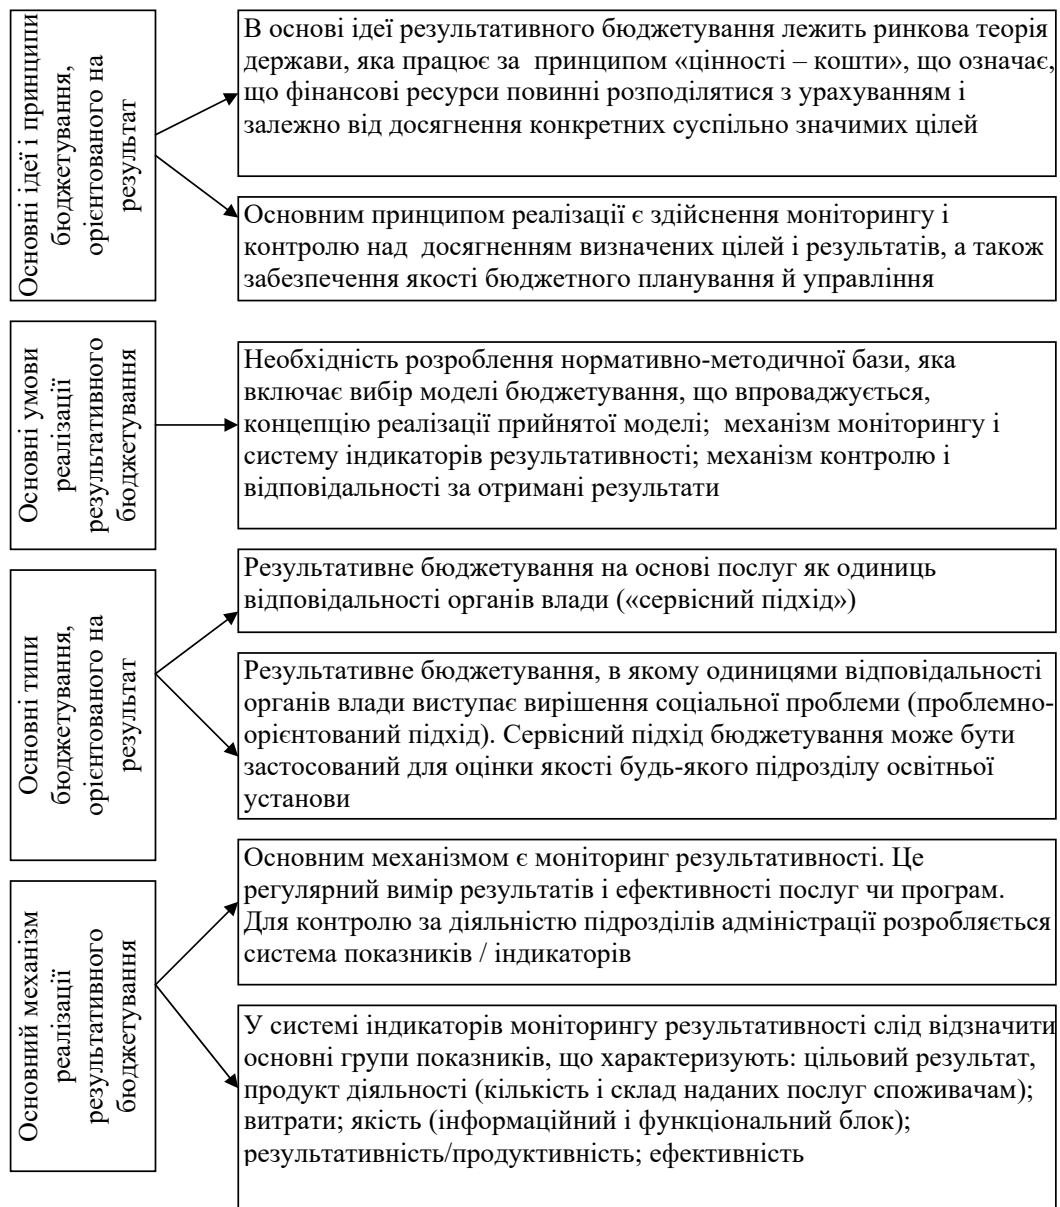 Основні ідеї і принципи
бюджетування,
орієнтованого на
результат
В основі ідеї результативного бюджетування лежить ринкова теорія
держави, яка працює за принципом «цінності – кошти», що означає,
що фінансові ресурси повинні розподілятися з урахуванням і
залежно від досягнення конкретних суспільно значимих цілей
Основним принципом реалізації є здійснення моніторингу і
контролю над досягненням визначених цілей і результатів, а також
забезпечення якості бюджетного планування й управління
Основні умови
реалізації
результативного
бюджетування
Необхідність розроблення нормативно-методичної бази, яка
включає вибір моделі бюджетування, що впроваджується,
концепцію реалізації прийнятої моделі; механізм моніторингу і
систему індикаторів результативності; механізм контролю і
відповідальності за отримані результати
Основні типи
бюджетування,
орієнтованого на
результат
Результативне бюджетування на основі послуг як одиниць
відповідальності органів влади («сервісний підхід»)
Результативне бюджетування, в якому одиницями відповідальності
органів влади виступає вирішення соціальної проблеми (проблемно-
орієнтований підхід). Сервісний підхід бюджетування може бути
застосований для оцінки якості будь-якого підрозділу освітньої
установи
Основний механізм
реалізації
результативного
бюджетування
Основним механізмом є моніторинг результативності. Це
регулярний вимір результатів і ефективності послуг чи програм.
Для контролю за діяльністю підрозділів адміністрації розробляється
система показників / індикаторів
У системі індикаторів моніторингу результативності слід відзначити
основні групи показників, що характеризують: цільовий результат,
продукт діяльності (кількість і склад наданих послуг споживачам);
витрати; якість (інформаційний і функціональний блок);
результативність/продуктивність; ефективність